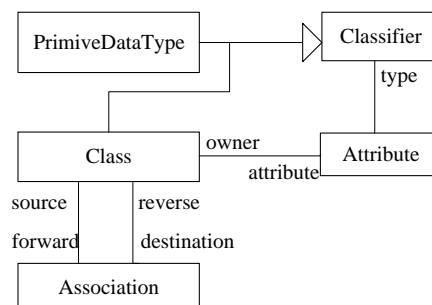 PrimiveDataType
Classifier
type
Class
owner
attribute
Attribute
source
reverse
forward
destination
Association